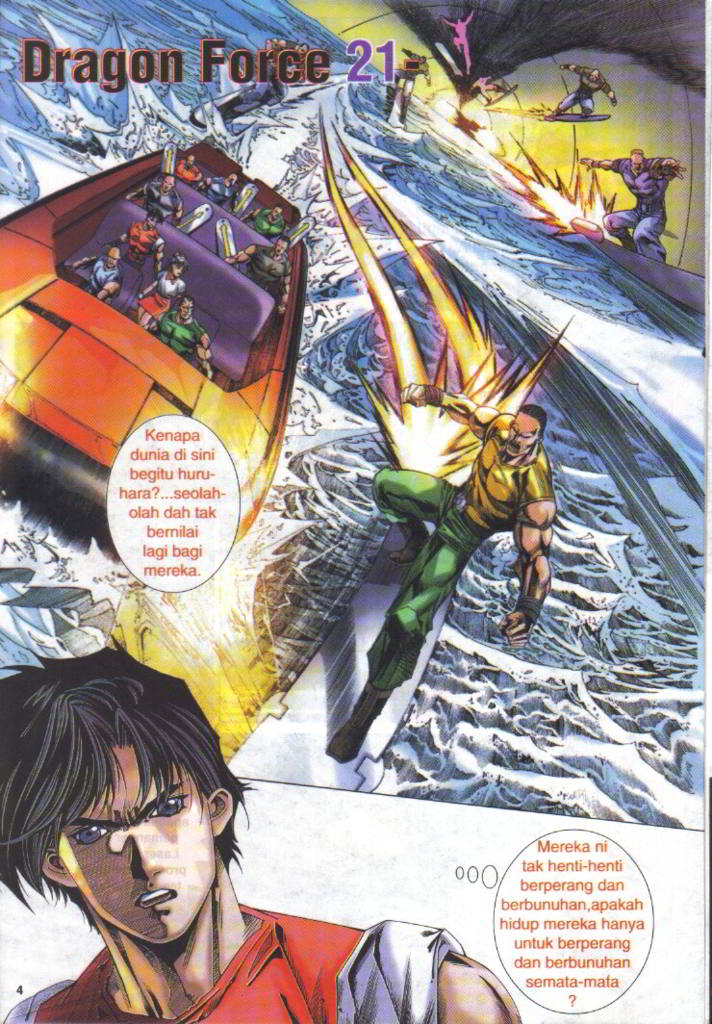 Dragon Force 21-
Kenapa
dunia di sini
begitu huru-
hara?...seolah-
olah dah tak
bernilai
lagi bagi
mereka.
Mereka ni
tak henti-henti
berperang dan
berbunuhan,apakah
hidup mereka hanya
untuk berperang
dan berbunuhan
semata-mata
?
4